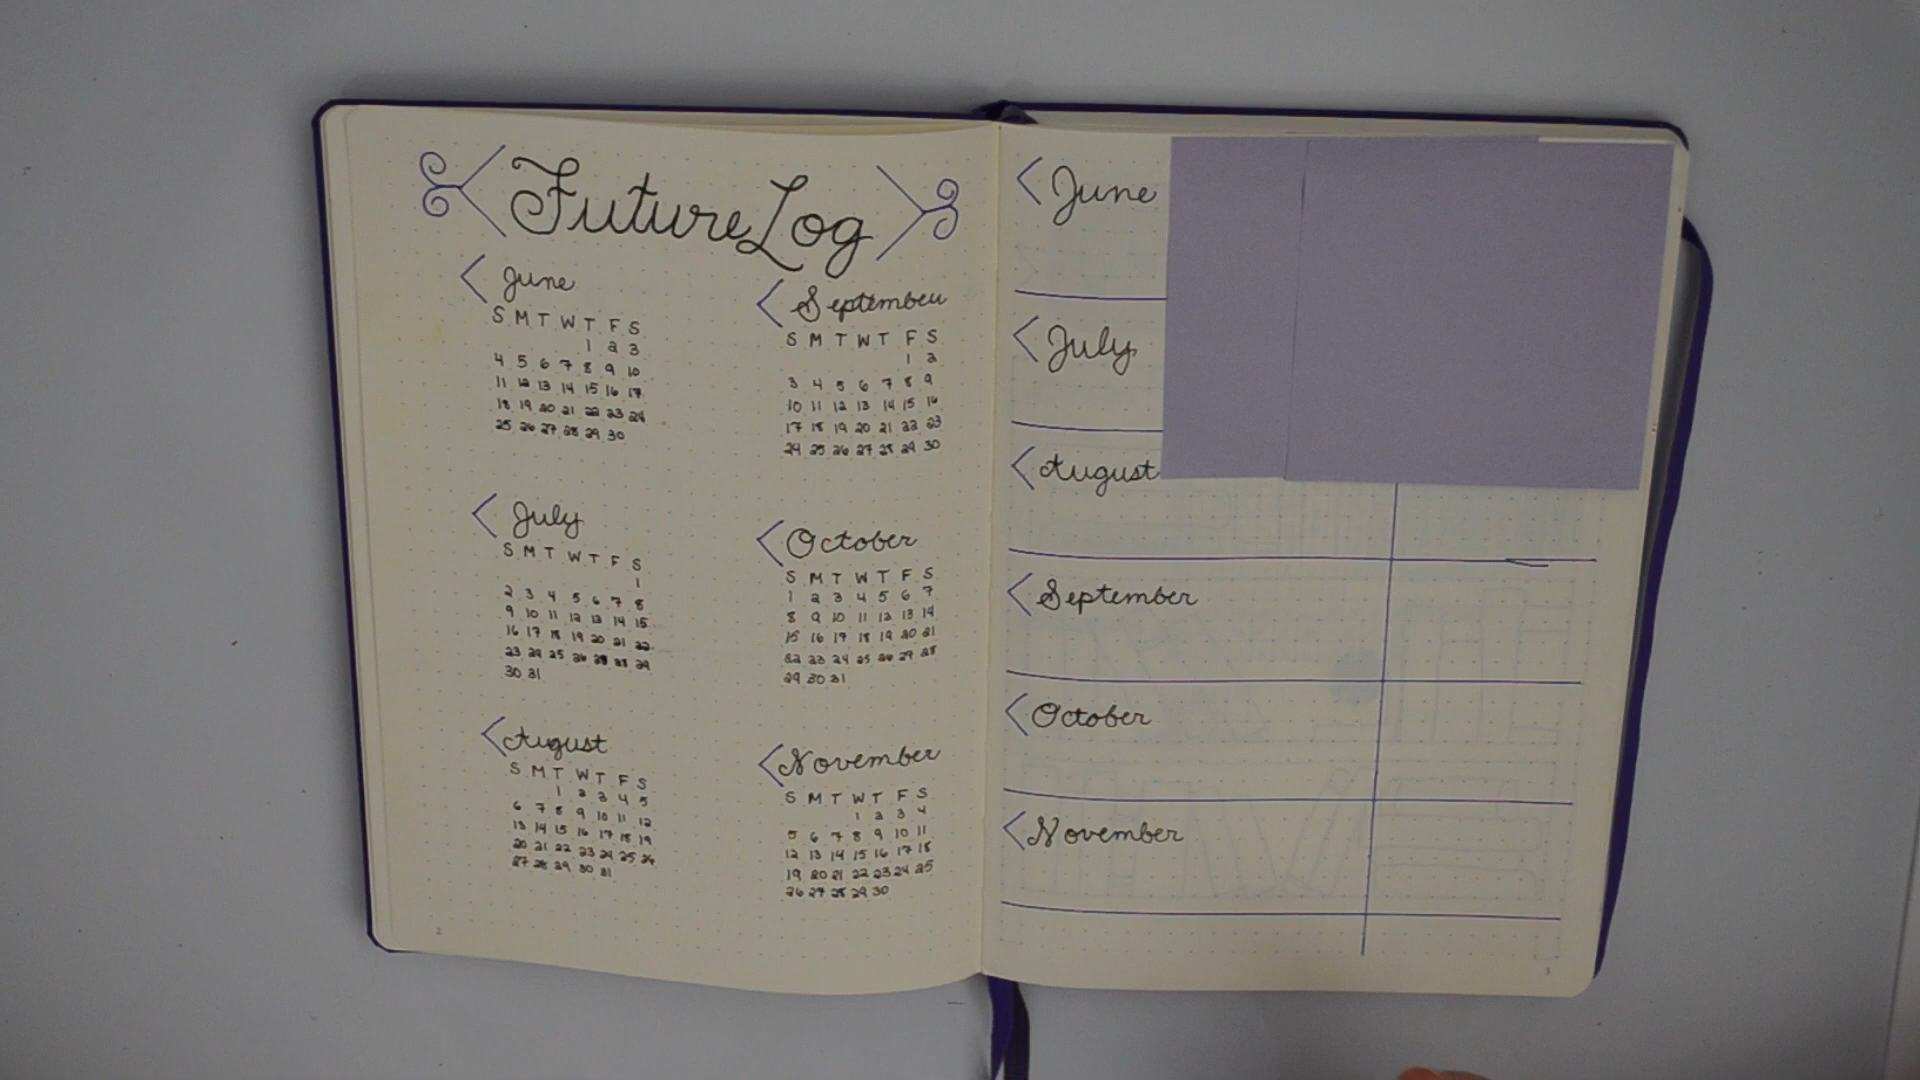 Future Log
June
S M T W T F S
1 2 3
4 5 6 7 8 9 10
11 12 13 14 15 16 17
18 19 20 21 22 23 24
25 26 27 28 29 30
July
S M T W T F S
1
2 3 4 5 6 7 8
9 10 11 12 13 14 15
16 17 18 19 20 21 22
23 24 25 26 28 29
30 31
August
S M T W T F S
1 2 3 4 5
6 7 8 9 10 11 12
13 14 15 16 17 18 19
20 21 22 23 24 25 26
27 28 29 30 31
2
September
S M T W T F S
1 2
3 4 5 6 7 8 9
10 11 12 13 14 15 16
17 18 19 20 21 22 23
24 25 26 27 28 29 30
October
S M T W T F S
1 2 3 4 5 6 7
8 9 10 11 12 13 14
15 16 17 18 19 20 21
22 23 24 25 26 27 28
29 30 31
November
S M T W T F S
1 2 3 4
5 6 7 8 9 10 11
12 13 14 15 16 17 18
19 20 21 22 23 24 25
26 27 28 29 30
June
July
August
September
October
November
3